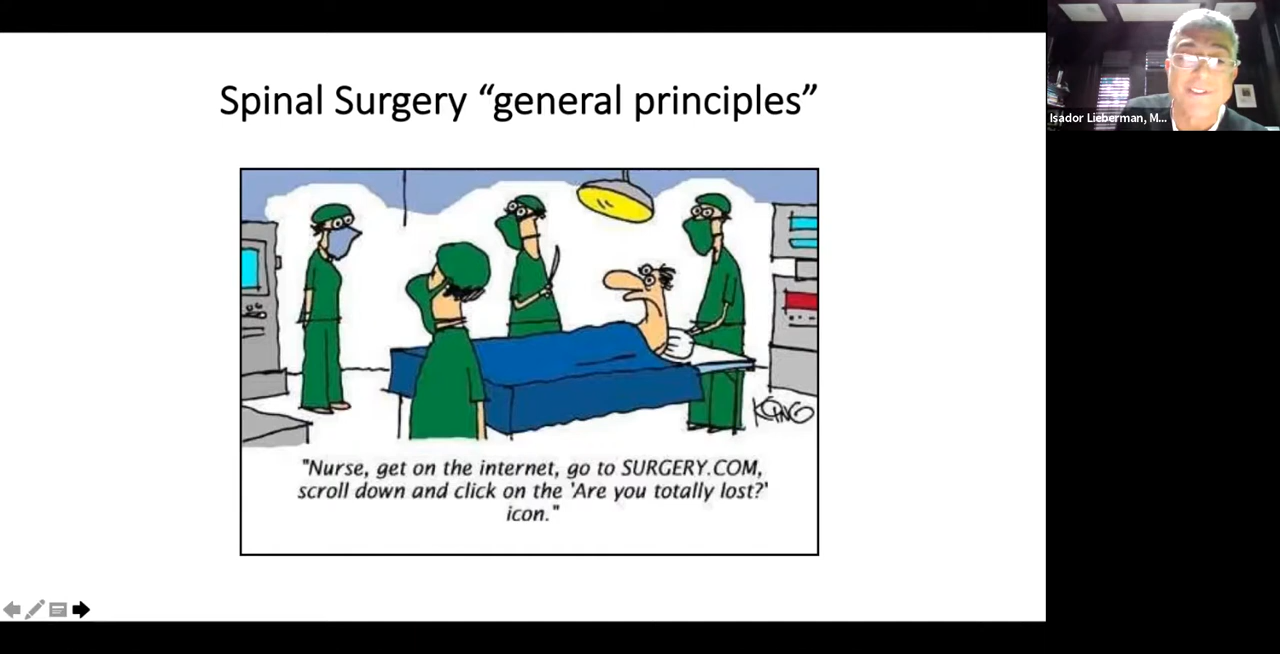 Spinal Surgery “general principles”
Isador Lieberman, M...
KING
"Nurse, get on the internet, go to SURGERY.COM,
scroll down and click on the 'Are you totally lost?'
icon."